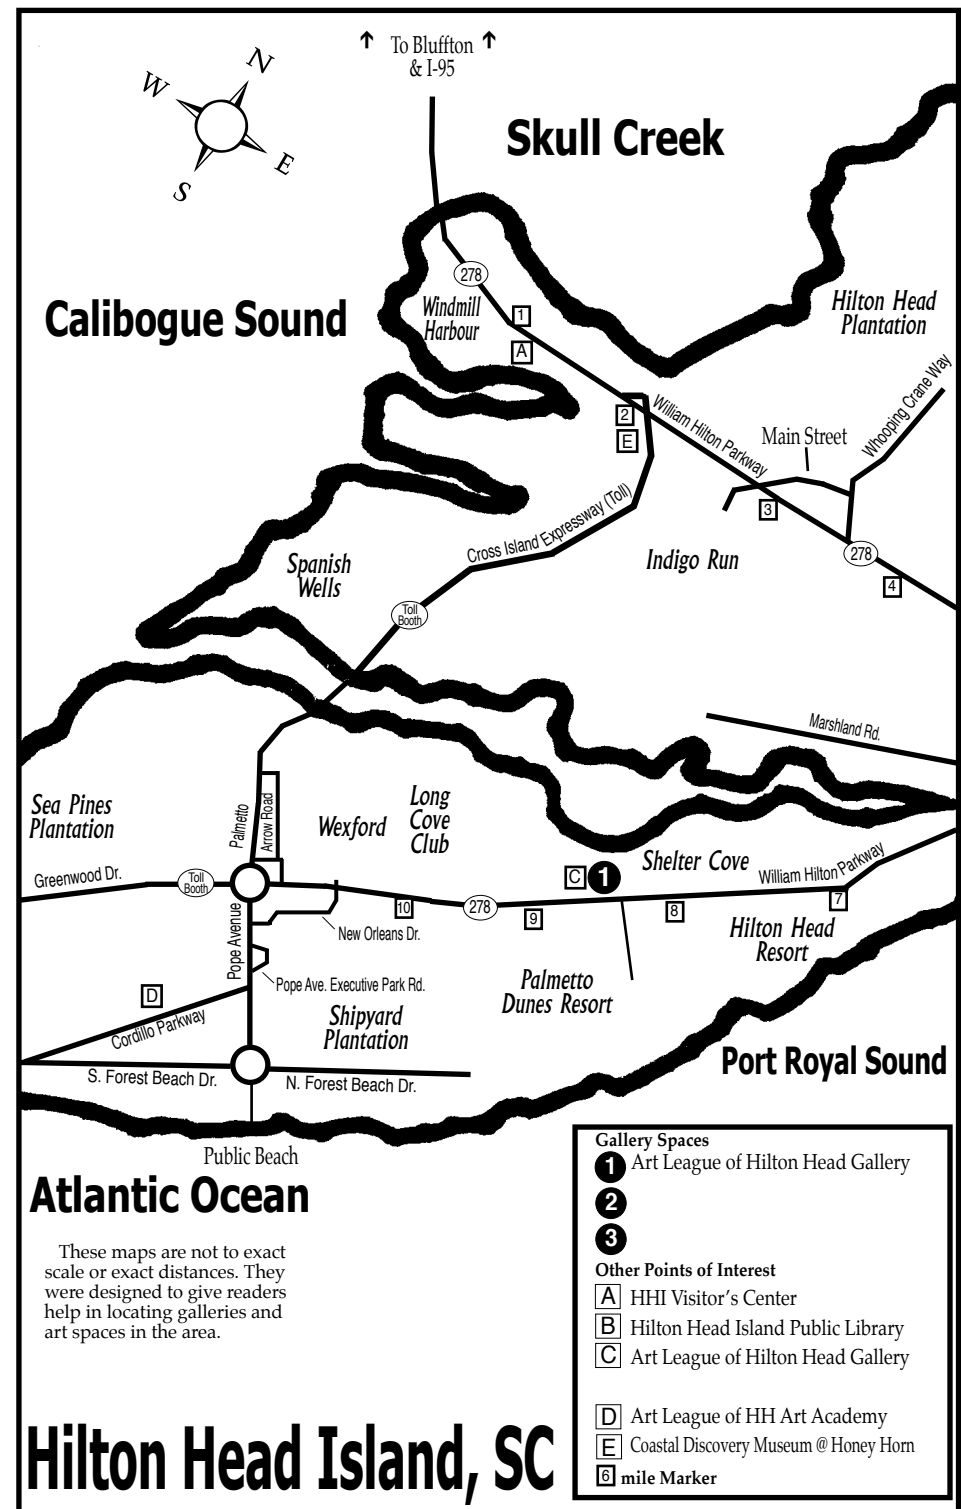 To Bluffton
& I-95
N
W
E
S
Skull Creek
278
Calibogue Sound
Windmill
Harbour
1
A
Hilton Head
Plantation
2
E
William Hilton Parkway
Main Street
Whooping Crane Way
3
Cross Island Expressway (Toll)
Indigo Run
278
4
Spanish
Wells
Toll
Booth
Marshland Rd.
Sea Pines
Plantation
Palmetto
Arrow Road
Wexford
Long
Cove
Club
Shelter Cove
William Hilton Parkway
Greenwood Dr.
Toll
Booth
C
1
10
278
9
8
7
Pope Avenue
New Orleans Dr.
Hilton Head
Resort
Pope Ave. Executive Park Rd.
Palmetto
Dunes Resort
D
Cordillo Parkway
Shipyard
Plantation
Port Royal Sound
S. Forest Beach Dr.
N. Forest Beach Dr.
Public Beach
Atlantic Ocean
These maps are not to exact
scale or exact distances. They
were designed to give readers
help in locating galleries and
art spaces in the area.
Gallery Spaces
1 Art League of Hilton Head Gallery
2
3
Other Points of Interest
A HHI Visitor's Center
B Hilton Head Island Public Library
C Art League of Hilton Head Gallery
D Art League of HH Art Academy
E Coastal Discovery Museum @ Honey Horn
6 mile Marker
Hilton Head Island, SC